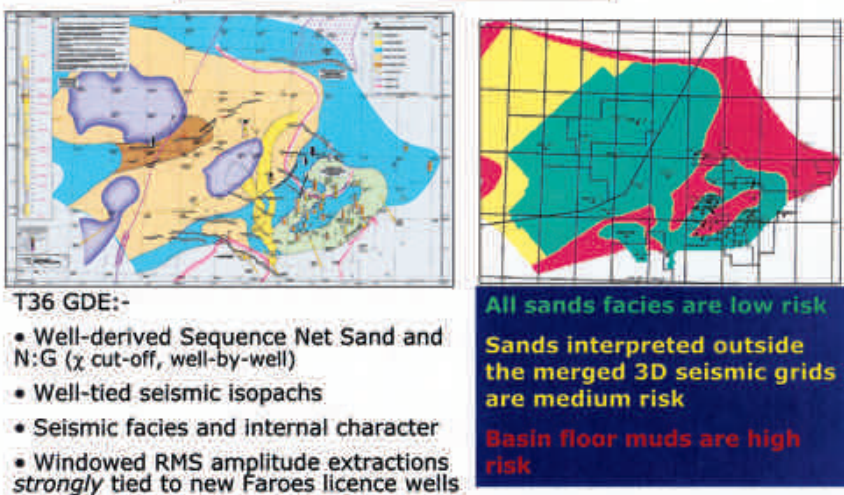 T36 GDE:-
• Well-derived Sequence Net Sand and
N:G (χ cut-off, well-by-well)
• Well-tied seismic isopachs
• Seismic facies and internal character
• Windowed RMS amplitude extractions
strongly tied to new Faroes licence wells
All sands facies are low risk
Sands interpreted outside
the merged 3D seismic grids
are medium risk
Basin floor muds are high
risk